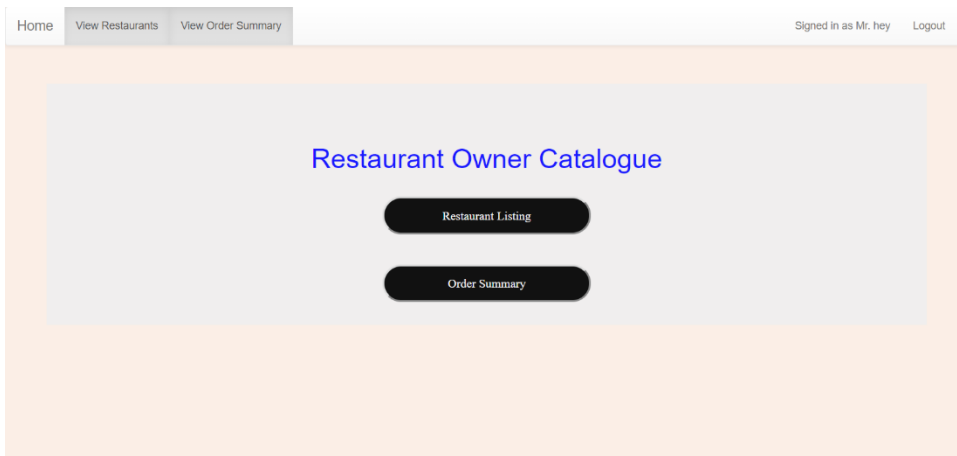 Home View Restaurants View Order Summary Signed in as Mr. hey Logout
Restaurant Owner Catalogue
Restaurant Listing
Order Summary